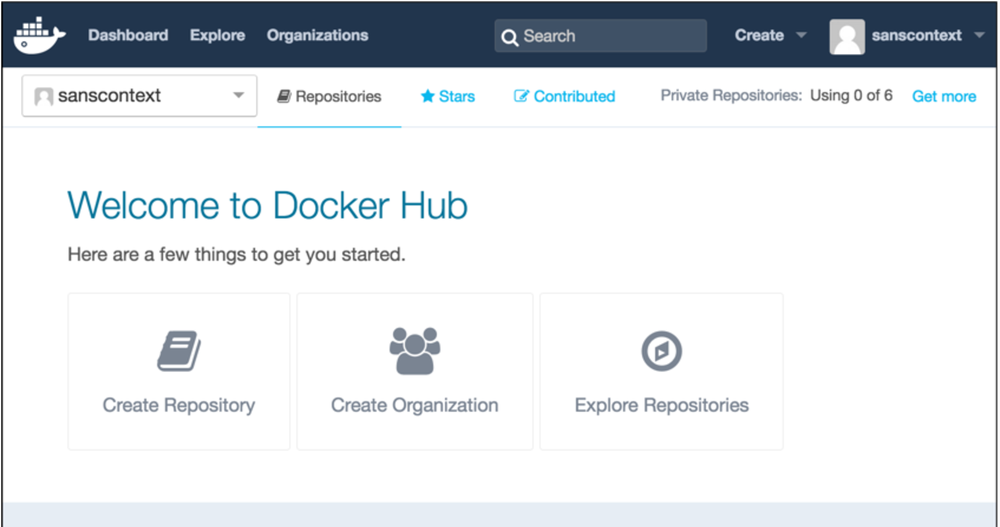 Dashboard Explore Organizations Search Create sanscontext
sanscontext Repositories Stars Contributed Private Repositories: Using 0 of 6 Get more
Welcome to Docker Hub
Here are a few things to get you started.
Create Repository Create Organization Explore Repositories